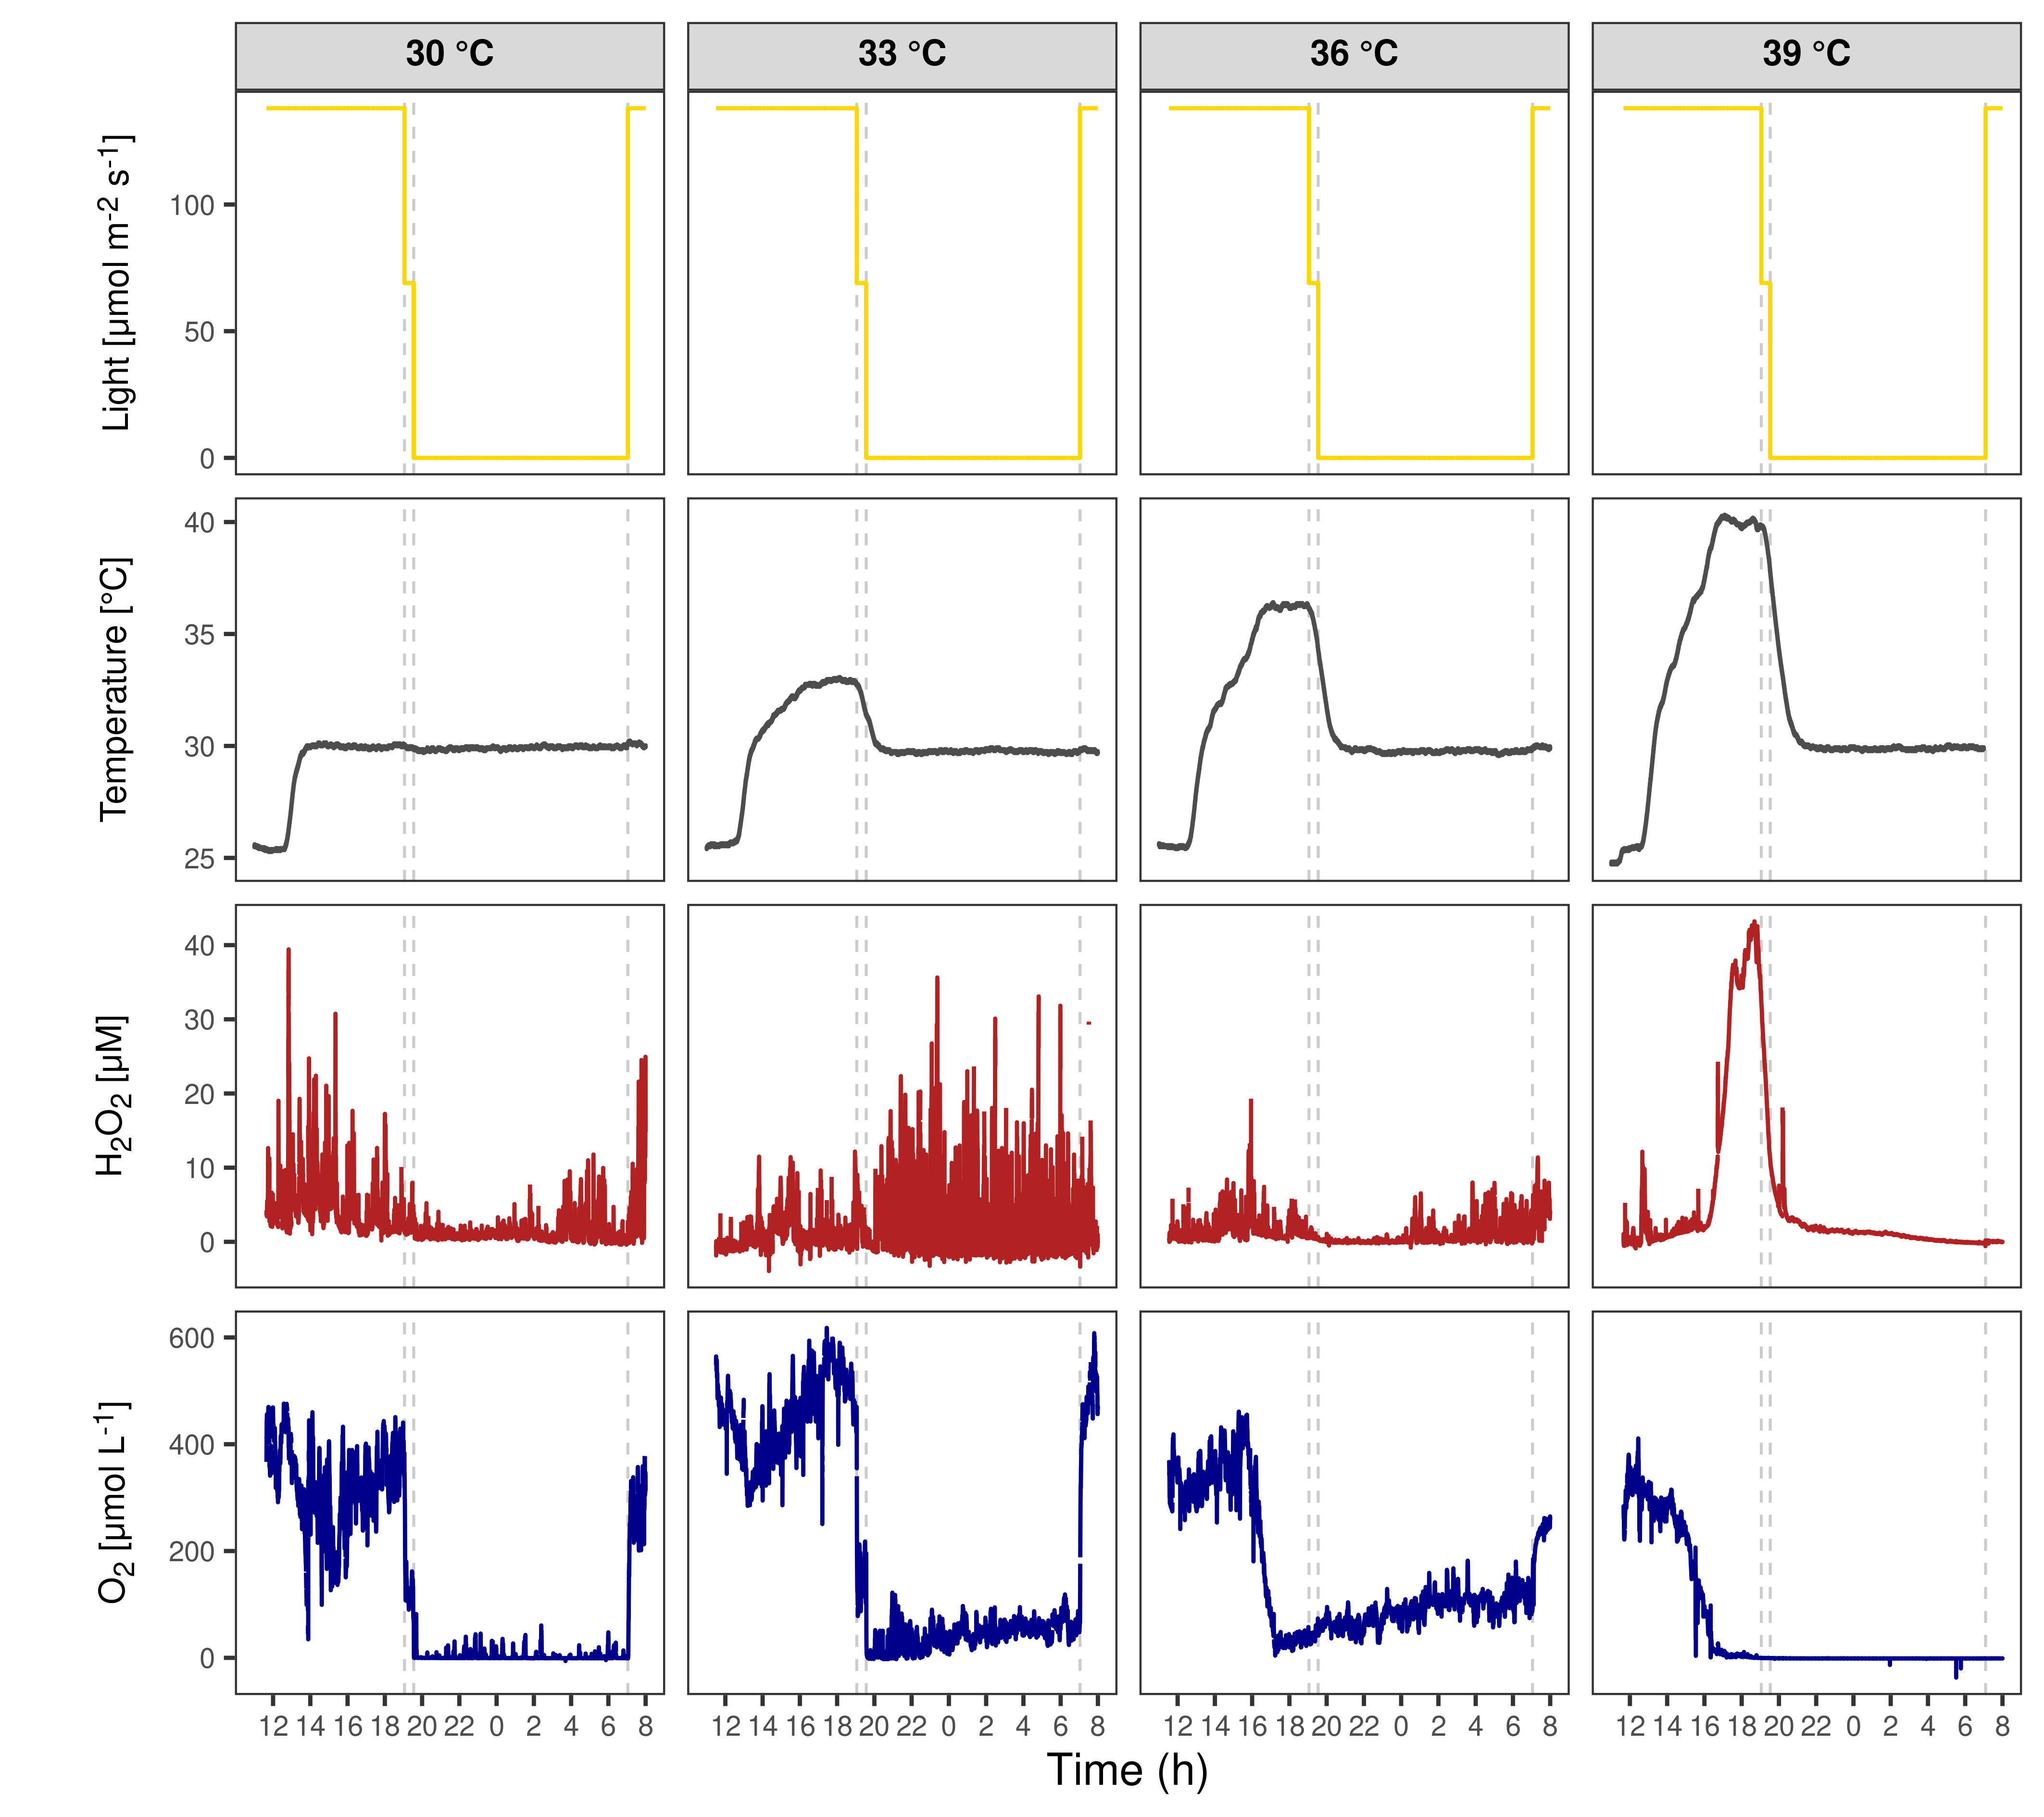 30 °C 33 °C 36 °C 39 °C
Light [µmol m⁻² s⁻¹]
100
50
0
Temperature [°C]
40
35
30
25
H₂O₂ [µM]
40
30
20
10
0
O₂ [µmol L⁻¹]
600
400
200
0
12 14 16 18 20 22 0 2 4 6 8 12 14 16 18 20 22 0 2 4 6 8 12 14 16 18 20 22 0 2 4 6 8 12 14 16 18 20 22 0 2 4 6 8
Time (h)